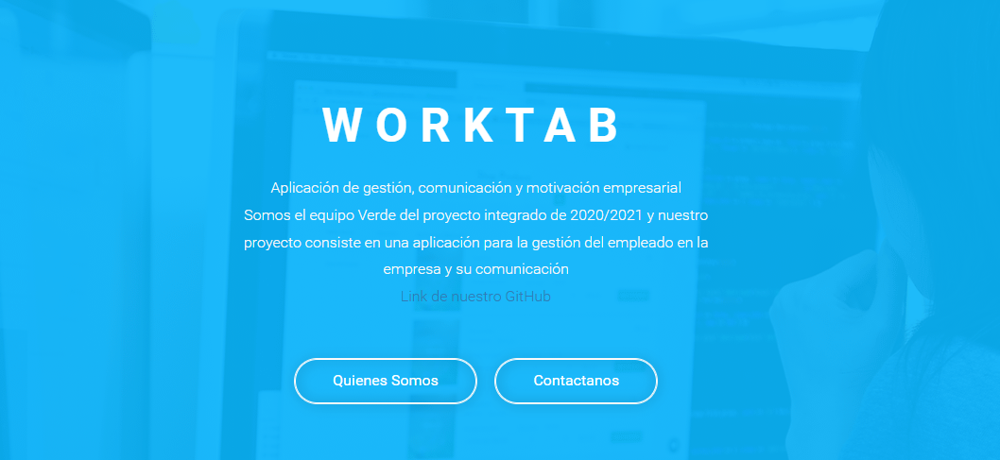 WORKTAB
Aplicación de gestión, comunicación y motivación empresarial
Somos el equipo Verde del proyecto integrado de 2020/2021 y nuestro
proyecto consiste en una aplicación para la gestión del empleado en la
empresa y su comunicación
Link de nuestro GitHub
Quienes Somos
Contactanos